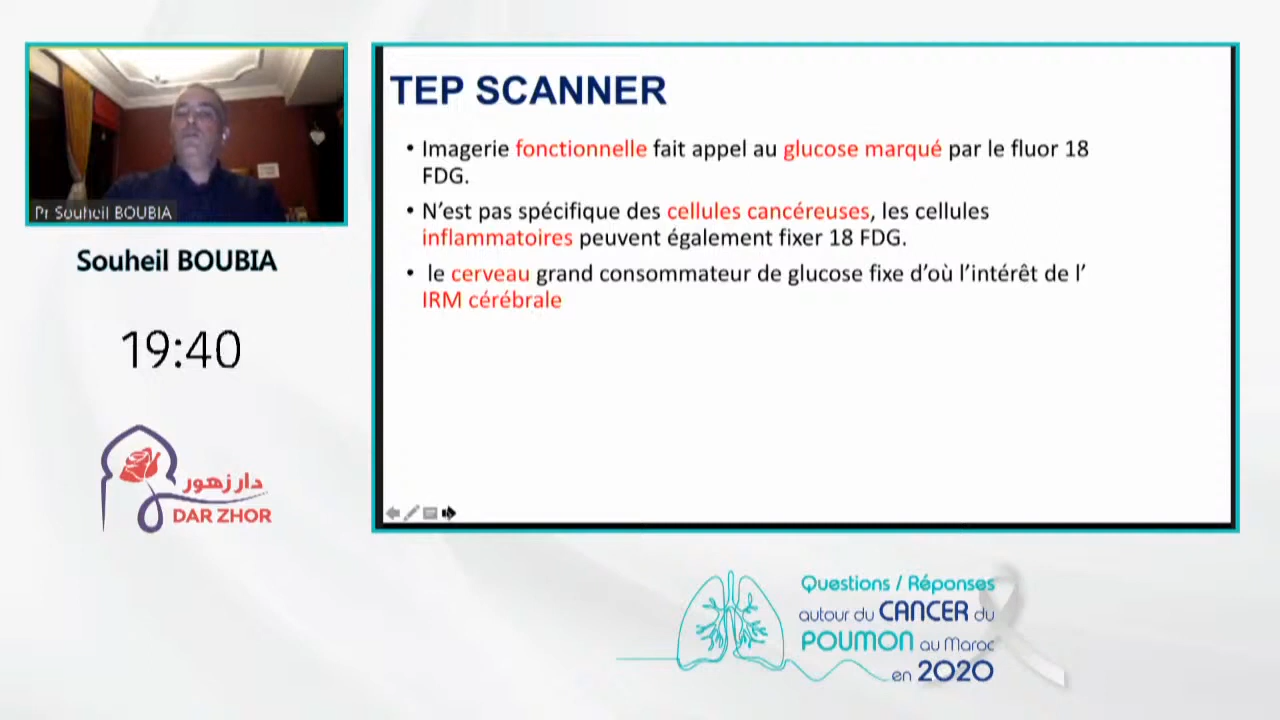 Pr Souheil BOUBIA
Souheil BOUBIA
19:40
دار زهور
DAR ZHOR
TEP SCANNER
• Imagerie fonctionnelle fait appel au glucose marqué par le fluor 18
FDG.
• N’est pas spécifique des cellules cancéreuses, les cellules
inflammatoires peuvent également fixer 18 FDG.
• le cerveau grand consommateur de glucose fixe d’où l’intérêt de l’
IRM cérébrale
Questions / Réponses
autour du CANCER du
POUMON au Maroc
en 2020